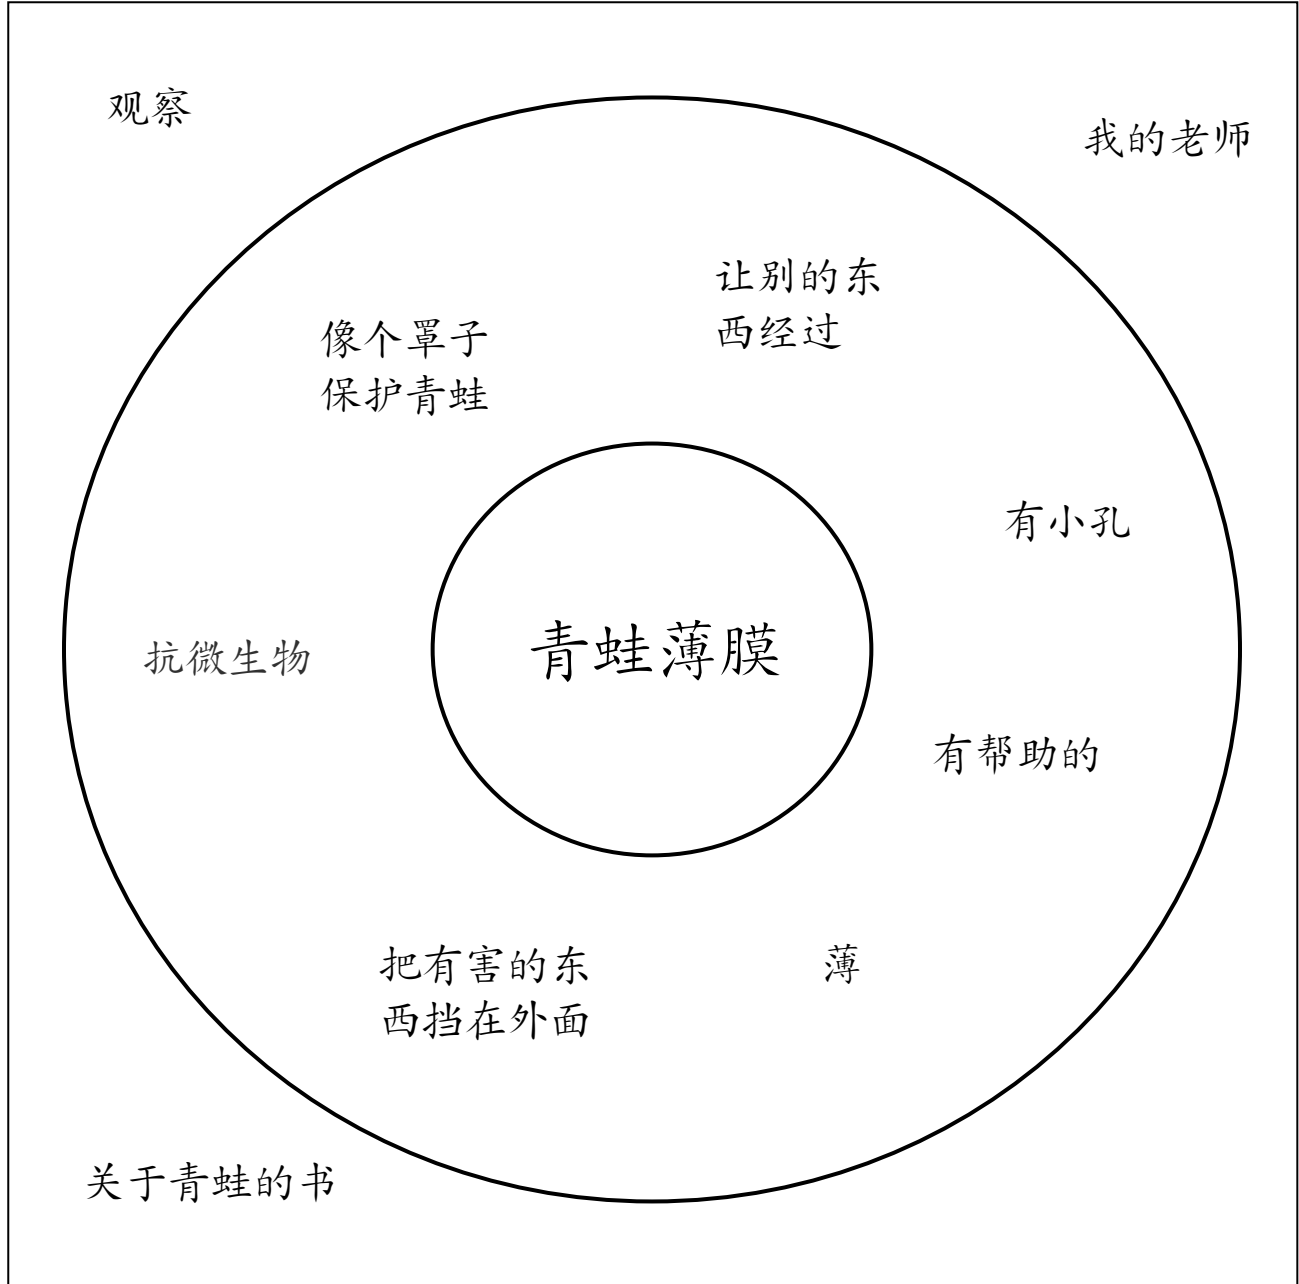 观察
我的老师
让别的东
西经过
像个罩子
保护青蛙
有小孔
青蛙薄膜
抗微生物
有帮助的
把有害的东
西挡在外面
薄
关于青蛙的书